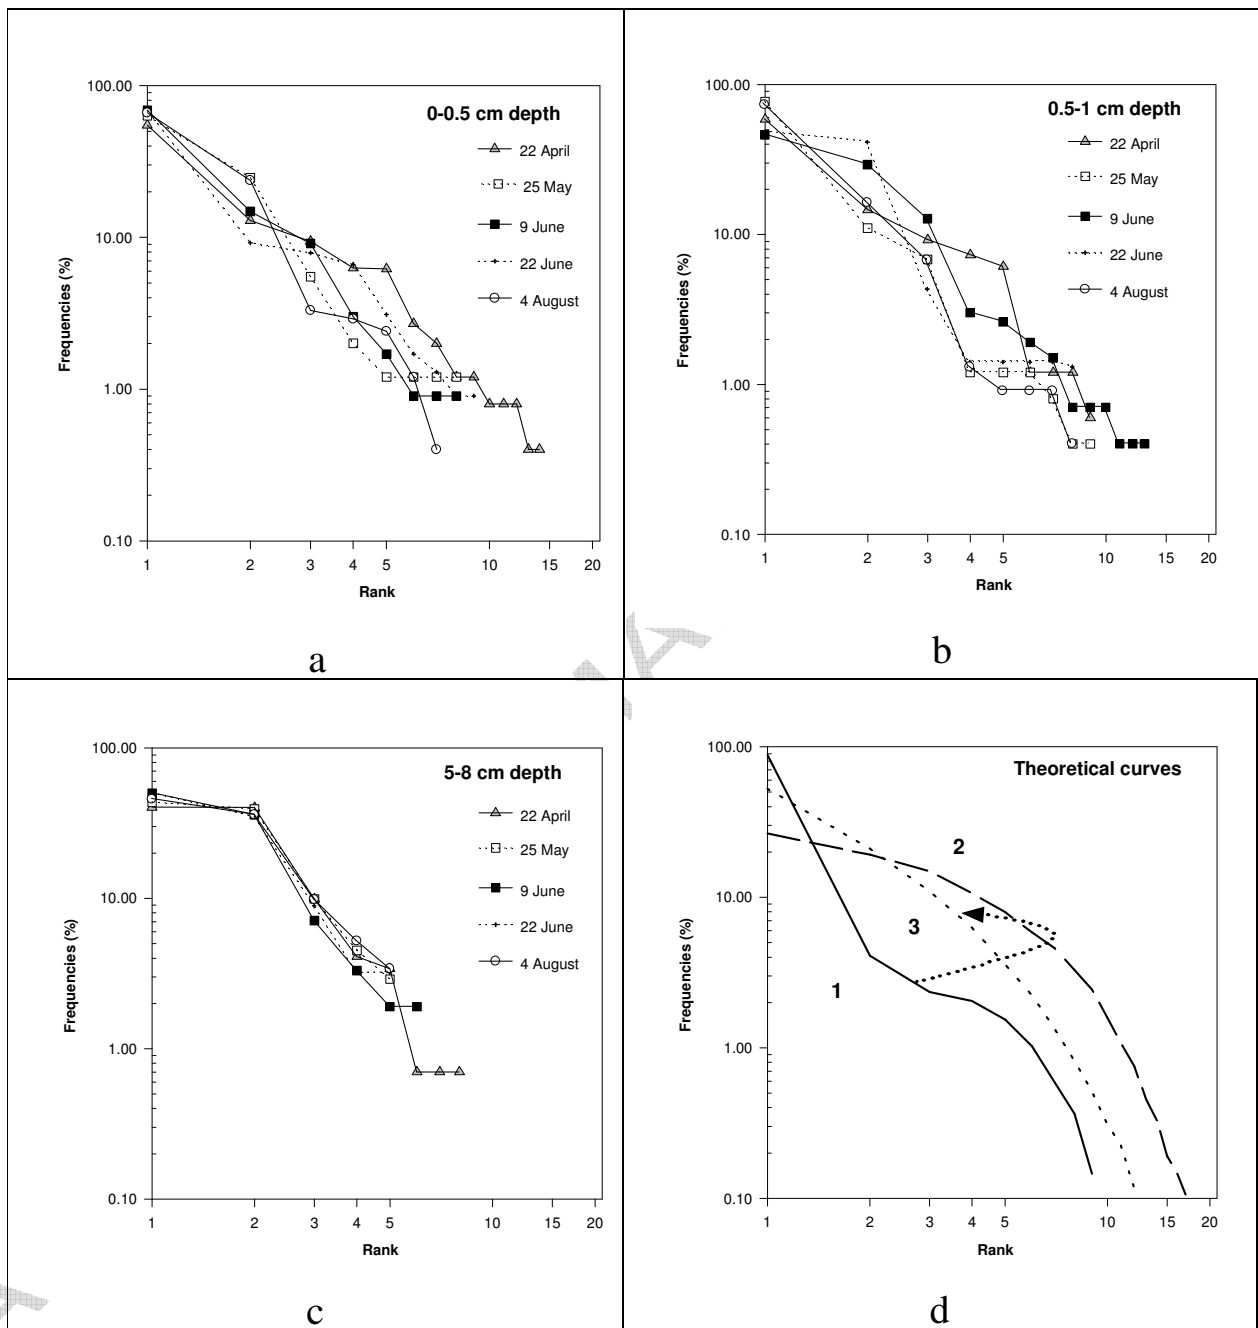 0-0.5 cm depth
22 April
25 May
9 June
22 June
4 August
Frequencies (%)
100.00
10.00
1.00
0.10
1 2 3 4 5 10 15 20
Rank
a
0.5-1 cm depth
22 April
25 May
9 June
22 June
4 August
Frequencies (%)
100.00
10.00
1.00
0.10
1 2 3 4 5 10 15 20
Rank
b
5-8 cm depth
22 April
25 May
9 June
22 June
4 August
Frequencies (%)
100.00
10.00
1.00
0.10
1 2 3 4 5 10 15 20
Rank
c
Theoretical curves
1
2
3
Frequencies (%)
100.00
10.00
1.00
0.10
1 2 3 5 10 15 20
Rank
d